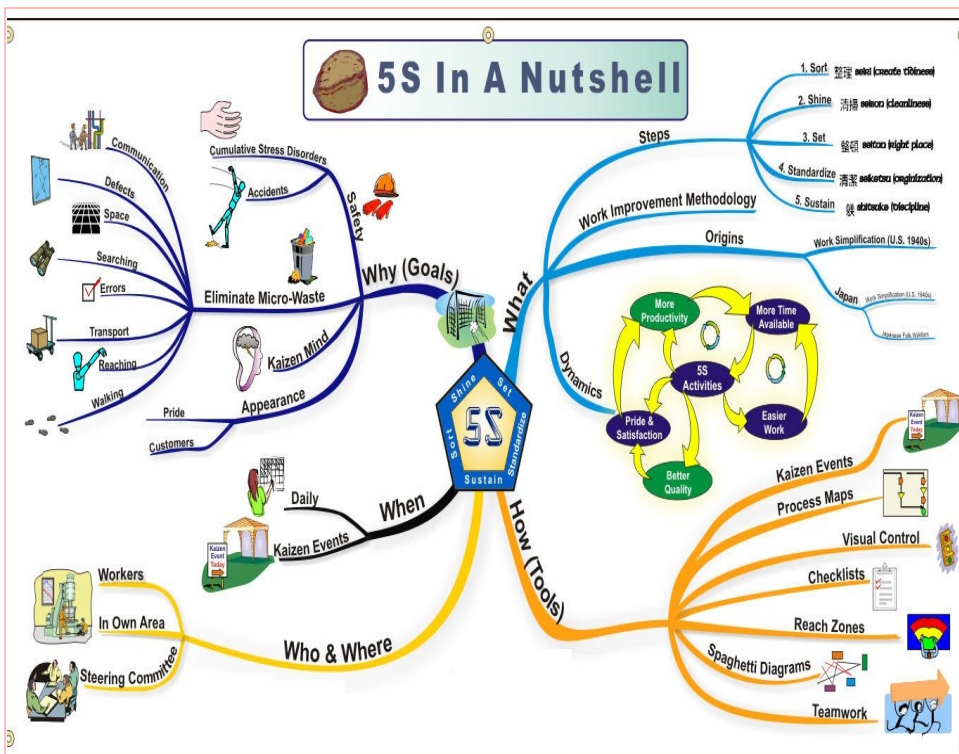 5S In A Nutshell
What
Steps
1. Sort 整理 seiri (create tidiness)
2. Shine 清掃 seison (cleanliness)
3. Set 整頓 seiton (right place)
4. Standardize 清潔 seiketsu (orginization)
5. Sustain 躾 shitsuke (discipline)
Work Improvement Methodology
Origins
Work Simplification (U.S. 1940s)
Japan
Work Simplification (U.S. 1940s)
Dynamics
More Productivity
More Time Available
5S Activities
Pride & Satisfaction
Easier Work
Better Quality
How (Tools)
Kaizen Events
Kaizen Event Today
Process Maps
Visual Control
Checklists
Reach Zones
Spaghetti Diagrams
Teamwork
Who & Where
Workers
In Own Area
Steering Committee
When
Daily
Kaizen Events
Kaizen Event Today
Why (Goals)
Safety
Cumulative Stress Disorders
Accidents
Eliminate Micro-Waste
Communication
Defects
Space
Searching
Errors
Transport
Reaching
Walking
Kaizen Mind
Appearance
Pride
Customers
5S
Sort
Shine
Set
Standardize
Sustain